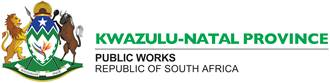 KWAZULU-NATAL PROVINCE
PUBLIC WORKS
REPUBLIC OF SOUTH AFRICA